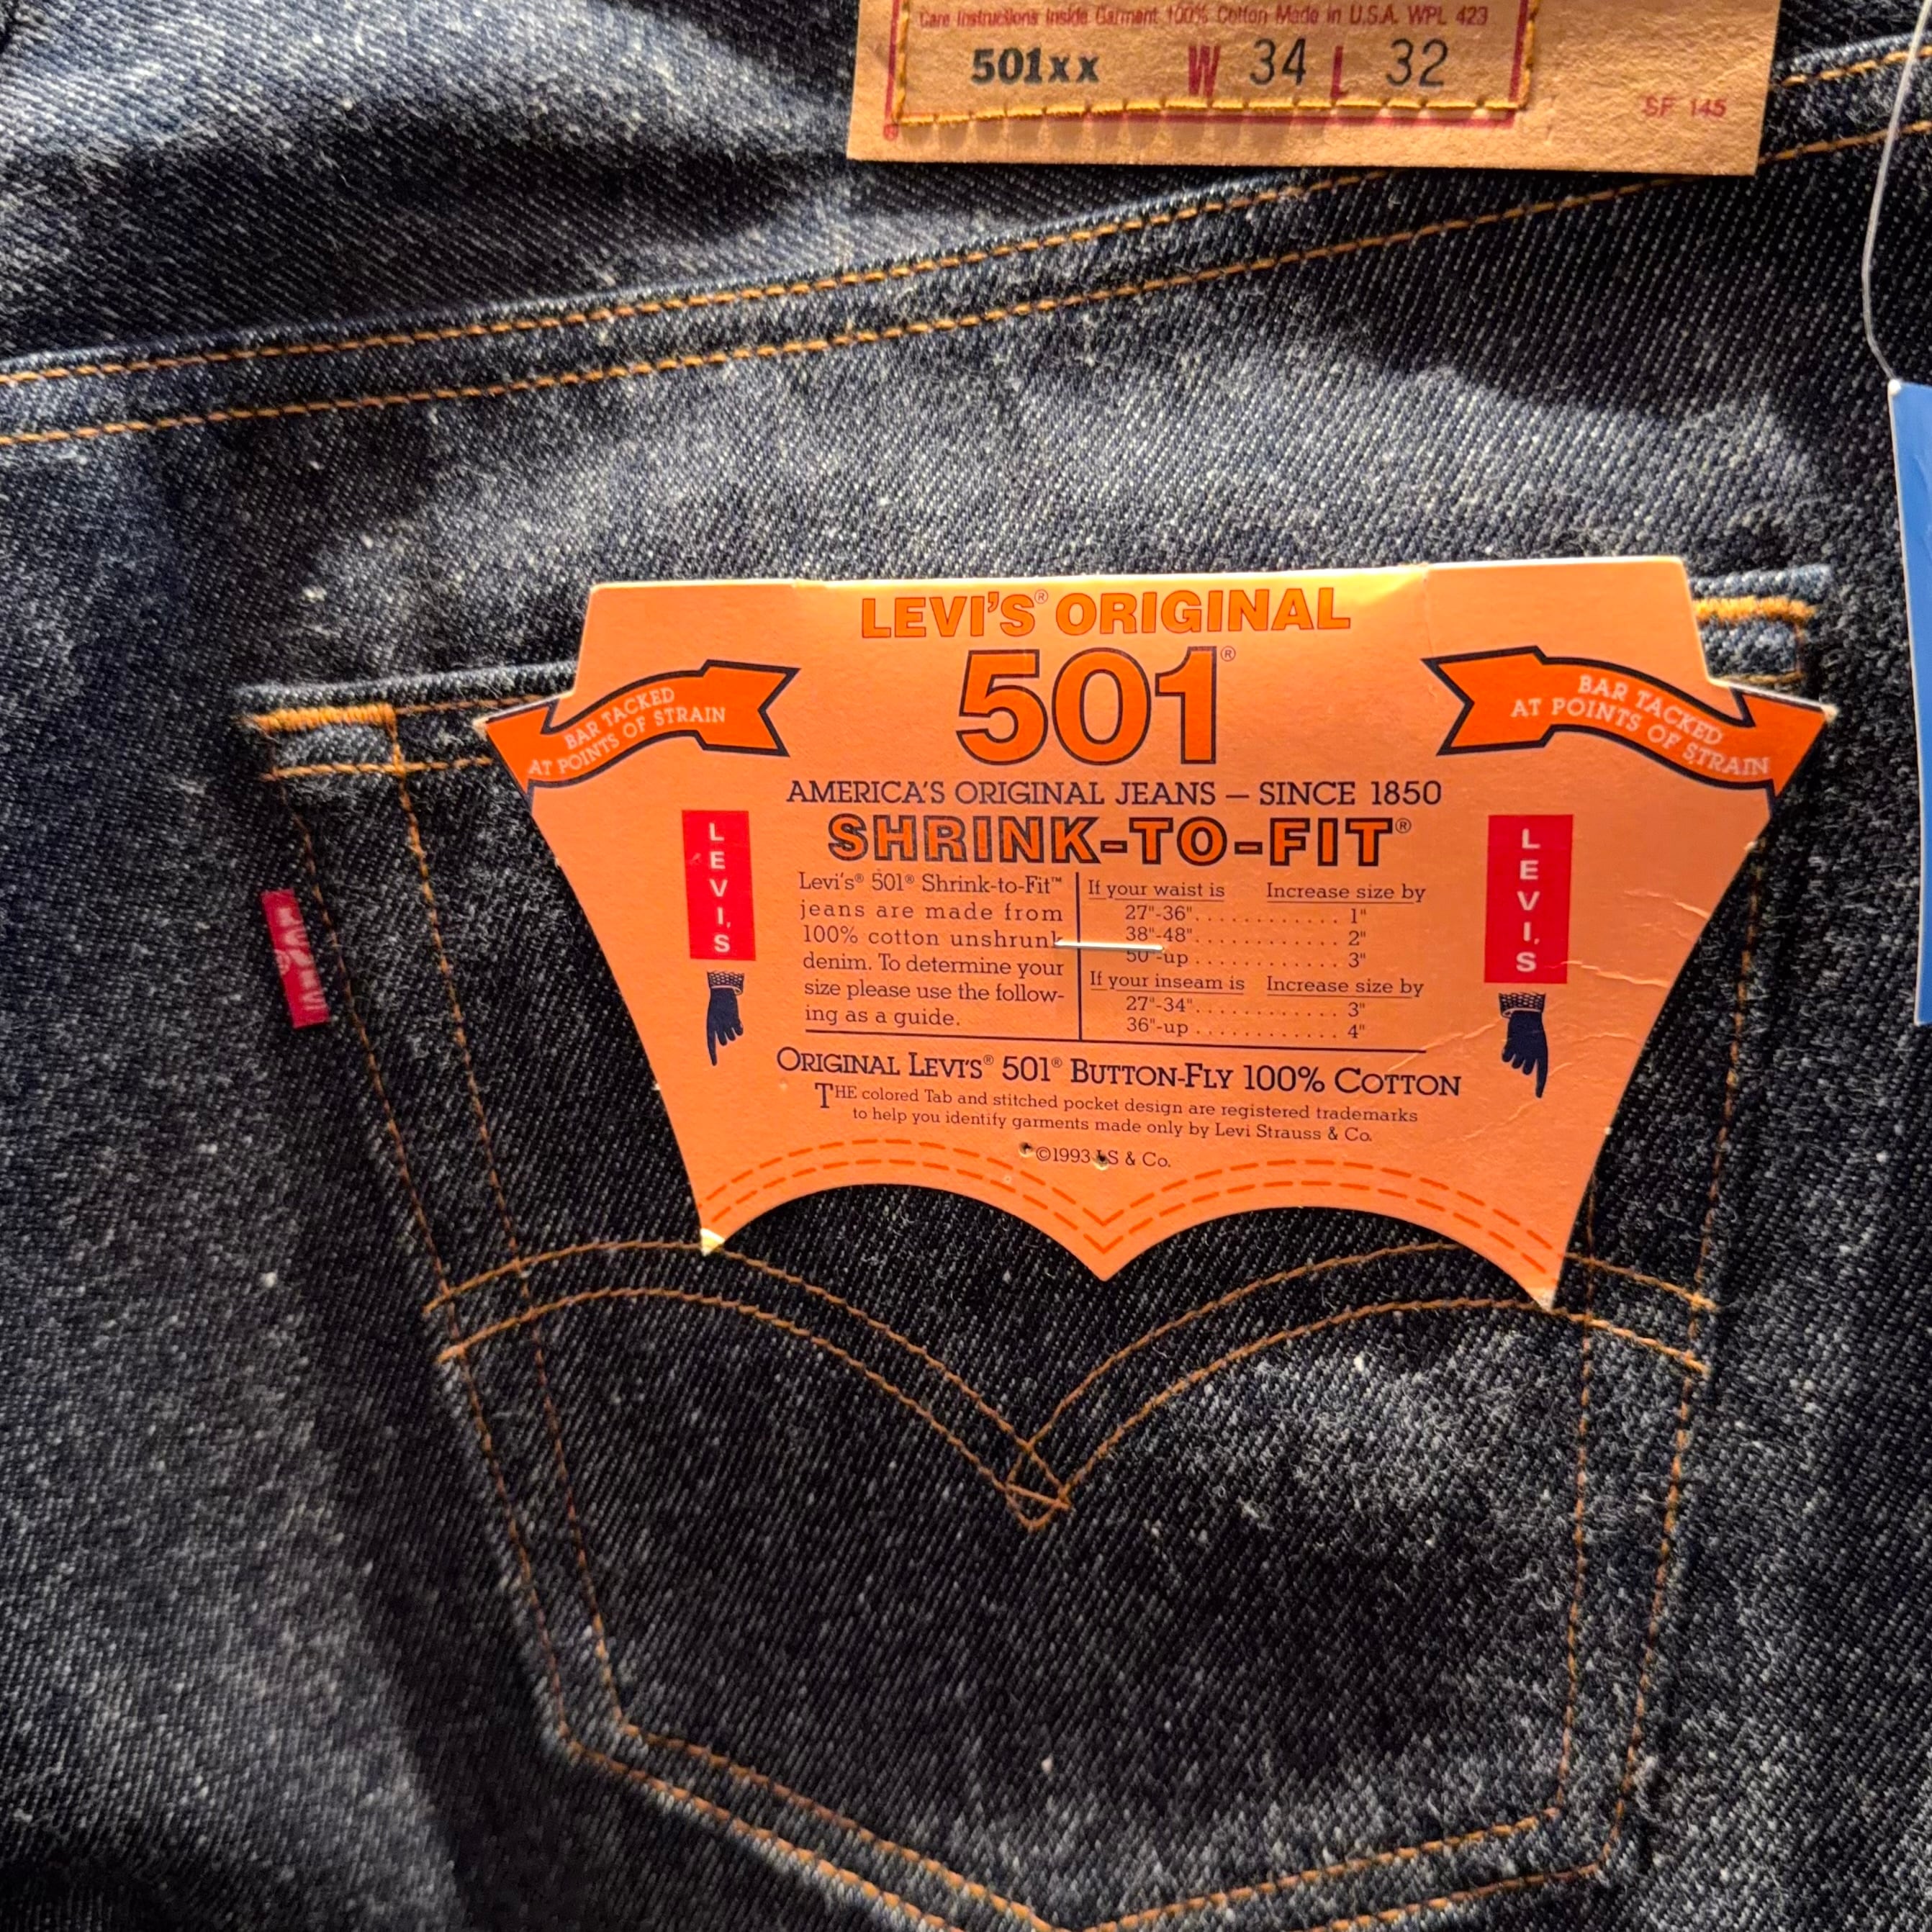 Care Instructions Inside Garment 100% Cotton Made in U.S.A. WPL 423
501xx W 34 L 32
SF 145
LEVI'S® ORIGINAL
501®
BAR TACKED
AT POINTS OF STRAIN
BAR TACKED
AT POINTS OF STRAIN
AMERICA'S ORIGINAL JEANS – SINCE 1850
SHRINK-TO-FIT®
LEVI'S
LEVI'S
LEVI'S
Levi's® 501® Shrink-to-Fit™
jeans are made from
100% cotton unshrunk
denim. To determine your
size please use the follow-
ing as a guide.
If your waist is Increase size by
27"-36"............ 1"
38"-48"............ 2"
50"-up............ 3"
If your inseam is Increase size by
27"-34"............ 3"
36"-up............ 4"
ORIGINAL LEVI'S® 501® BUTTON-FLY 100% COTTON
THE colored Tab and stitched pocket design are registered trademarks
to help you identify garments made only by Levi Strauss & Co.
©1993 LS & Co.